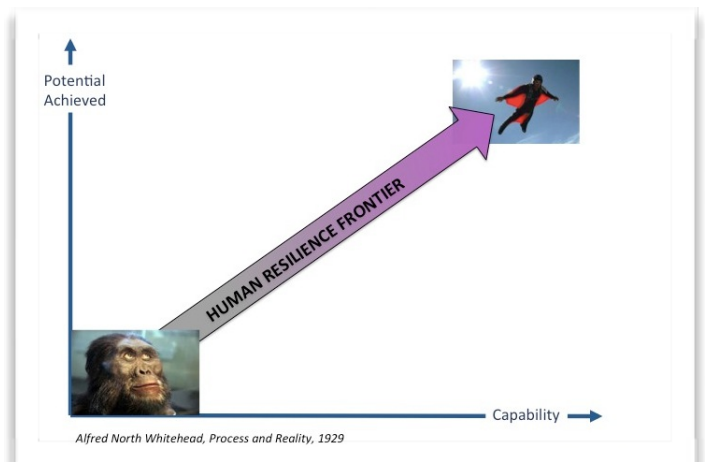 Potential
Achieved
HUMAN RESILIENCE FRONTIER
Capability
Alfred North Whitehead, Process and Reality, 1929